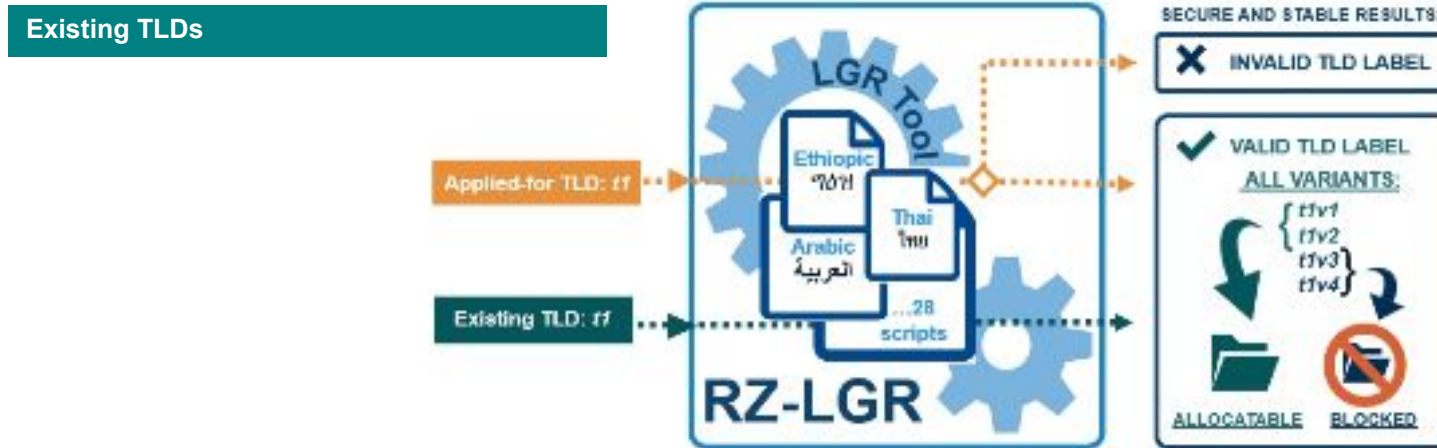 Existing TLDs
SECURE AND STABLE RESULTS:
LGR Tool
INVALID TLD LABEL
Ethiopic
ግዕዝ
Applied-for TLD: t1
Thai
ไทย
Arabic
العربية
VALID TLD LABEL
ALL VARIANTS:
t1v1
t1v2
t1v3
t1v4
Existing TLD: t1
...28
scripts
RZ-LGR
ALLOCATABLE
BLOCKED